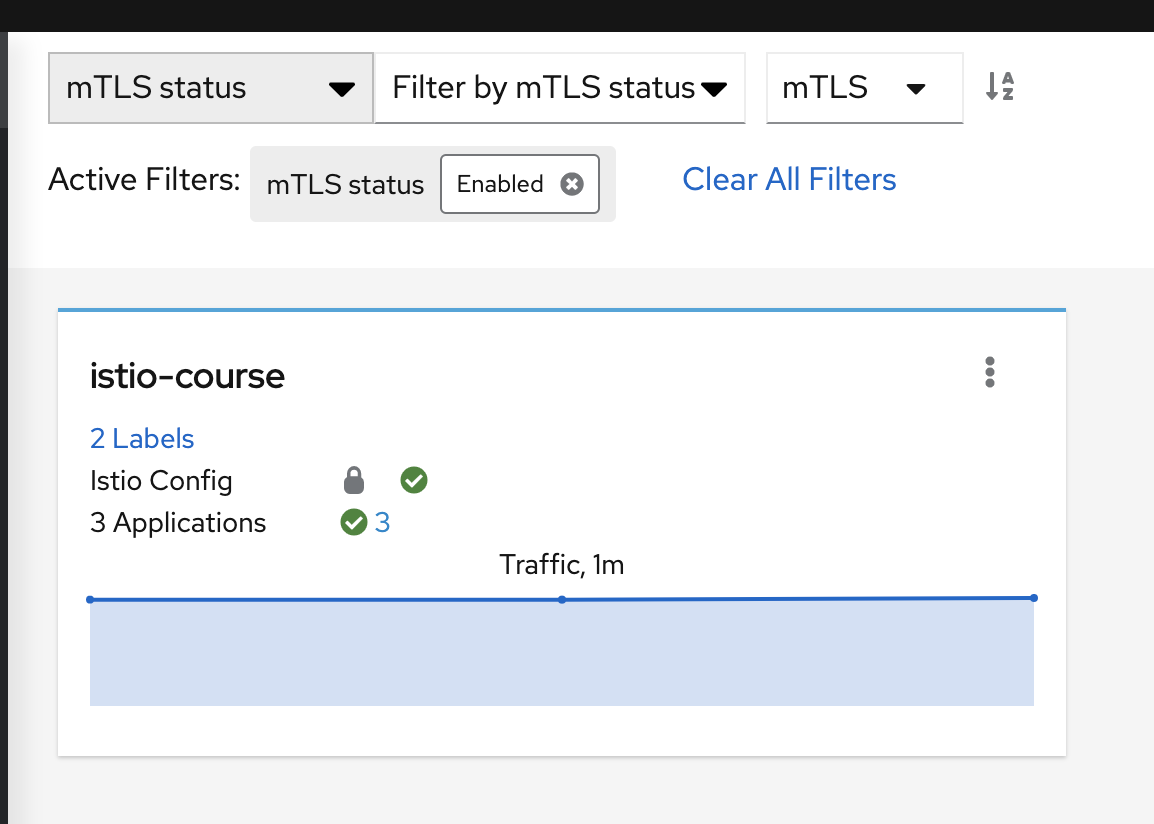 mTLS status Filter by mTLS status mTLS A Z
Active Filters: mTLS status Enabled Clear All Filters
istio-course
2 Labels
Istio Config
3 Applications 3
Traffic, 1m